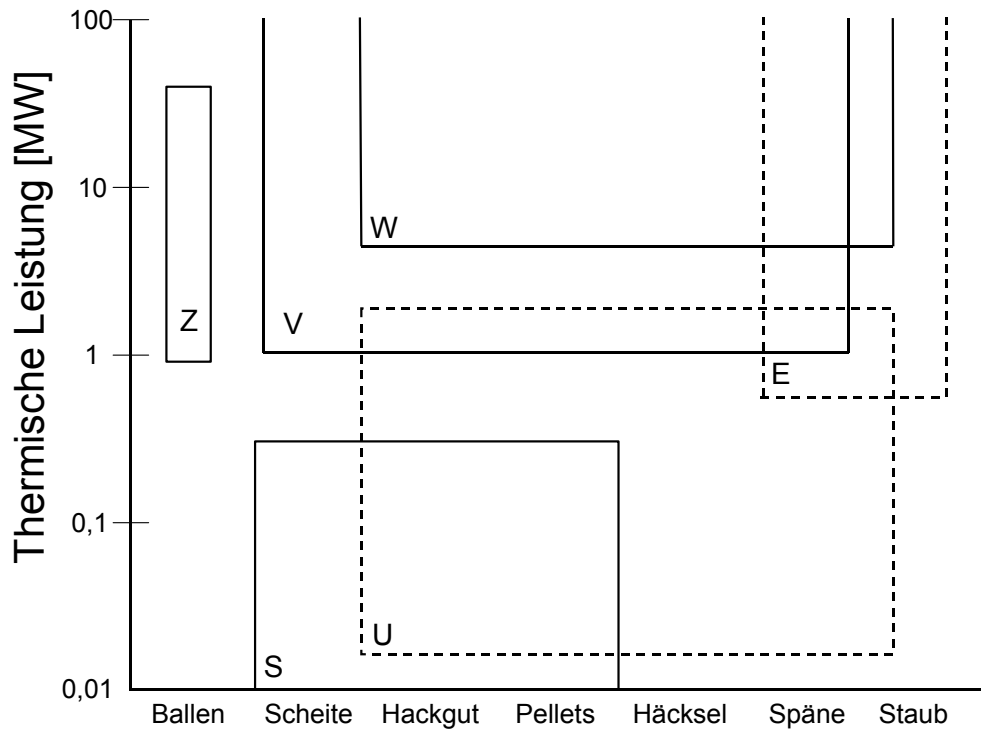 Thermische Leistung [MW]
100
10
1
0,1
0,01
Z
V
W
E
U
S
Ballen Scheite Hackgut Pellets Häcksel Späne Staub